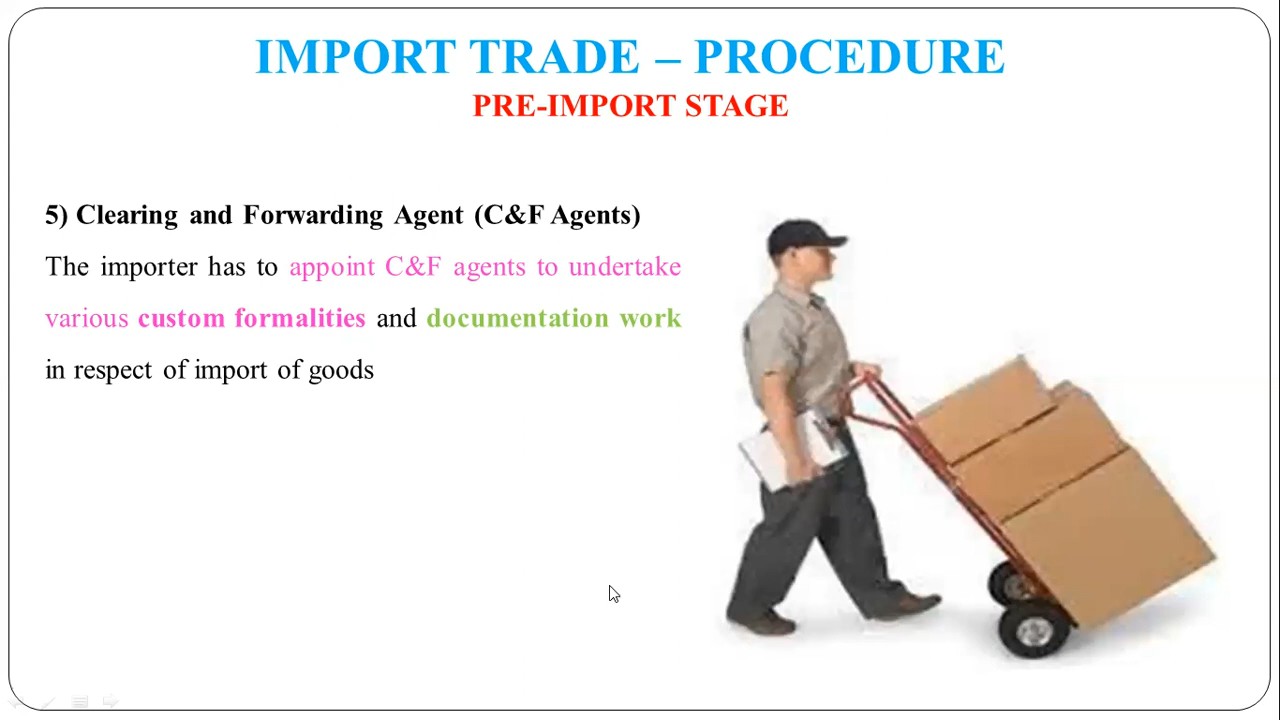 IMPORT TRADE – PROCEDURE
PRE-IMPORT STAGE
5) Clearing and Forwarding Agent (C&F Agents)
The importer has to appoint C&F agents to undertake
various custom formalities and documentation work
in respect of import of goods